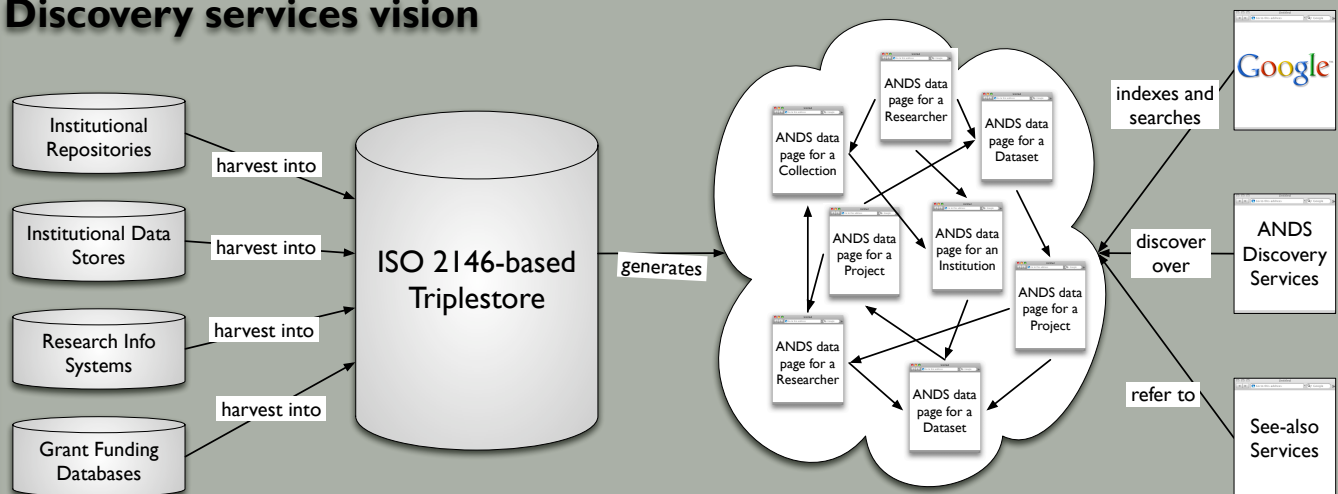 Discovery services vision
Institutional
Repositories
harvest into
Institutional Data
Stores
harvest into
Research Info
Systems
harvest into
Grant Funding
Databases
harvest into
ISO 2146-based
Triplestore
generates
ANDS data
page for a
Researcher
ANDS data
page for a
Collection
ANDS data
page for a
Dataset
ANDS data
page for a
Project
ANDS data
page for an
Institution
ANDS data
page for a
Project
ANDS data
page for a
Researcher
ANDS data
page for a
Dataset
indexes and
searches
Google
discover
over
ANDS
Discovery
Services
refer to
See-also
Services